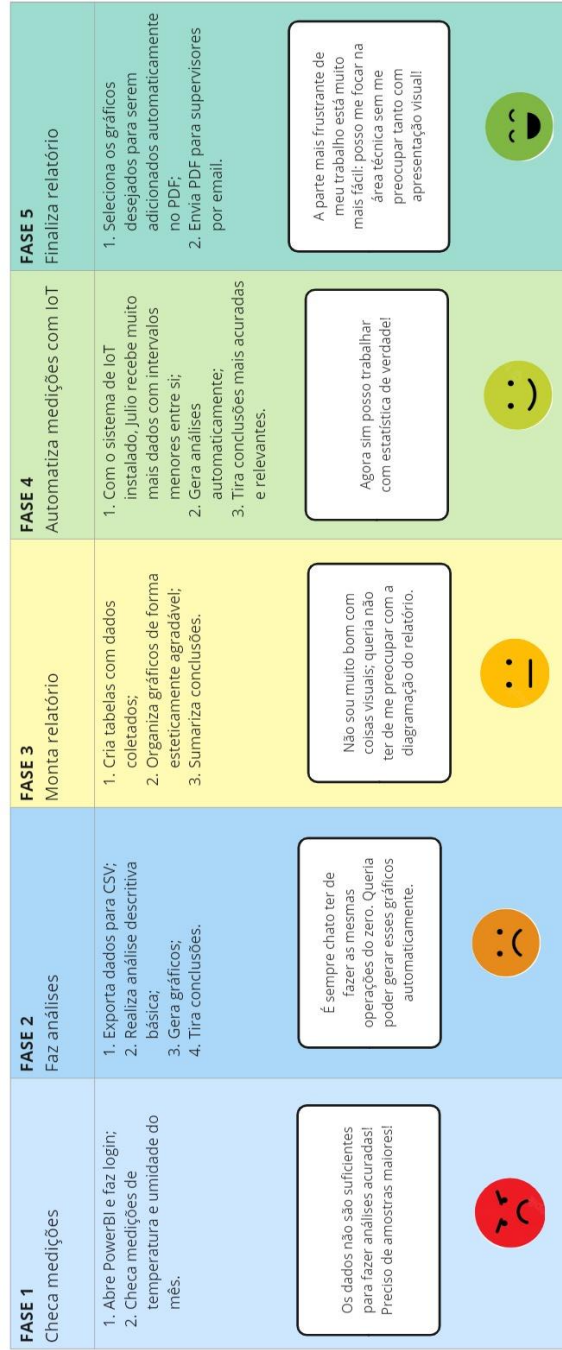 FASE 1
Checa medições
1. Abre PowerBI e faz login;
2. Checa medições de
temperatura e umidade do
mês.
Os dados não são suficientes
para fazer análises acuradas!
Preciso de amostras maiores!
FASE 2
Faz análises
1. Exporta dados para CSV;
2. Realiza análise descritiva
básica;
3. Gera gráficos;
4. Tira conclusões.
É sempre chato ter de
fazer as mesmas
operações do zero. Queria
poder gerar esses gráficos
automaticamente.
FASE 3
Monta relatório
1. Cria tabelas com dados
coletados;
2. Organiza gráficos de forma
esteticamente agradável;
3. Sumariza conclusões.
Não sou muito bom com
coisas visuais; queria não
ter de me preocupar com a
diagramação do relatório.
FASE 4
Automatiza medições com IoT
1. Com o sistema de IoT
instalado, Julio recebe muito
mais dados com intervalos
menores entre si;
2. Gera análises
automaticamente;
3. Tira conclusões mais acuradas
e relevantes.
Agora sim posso trabalhar
com estatística de verdade!
FASE 5
Finaliza relatório
1. Seleciona os gráficos
desejados para serem
adicionados automaticamente
no PDF;
2. Envia PDF para supervisores
por email.
A parte mais frustrante de
meu trabalho está muito
mais fácil: posso me focar na
área técnica sem me
preocupar tanto com
apresentação visual!